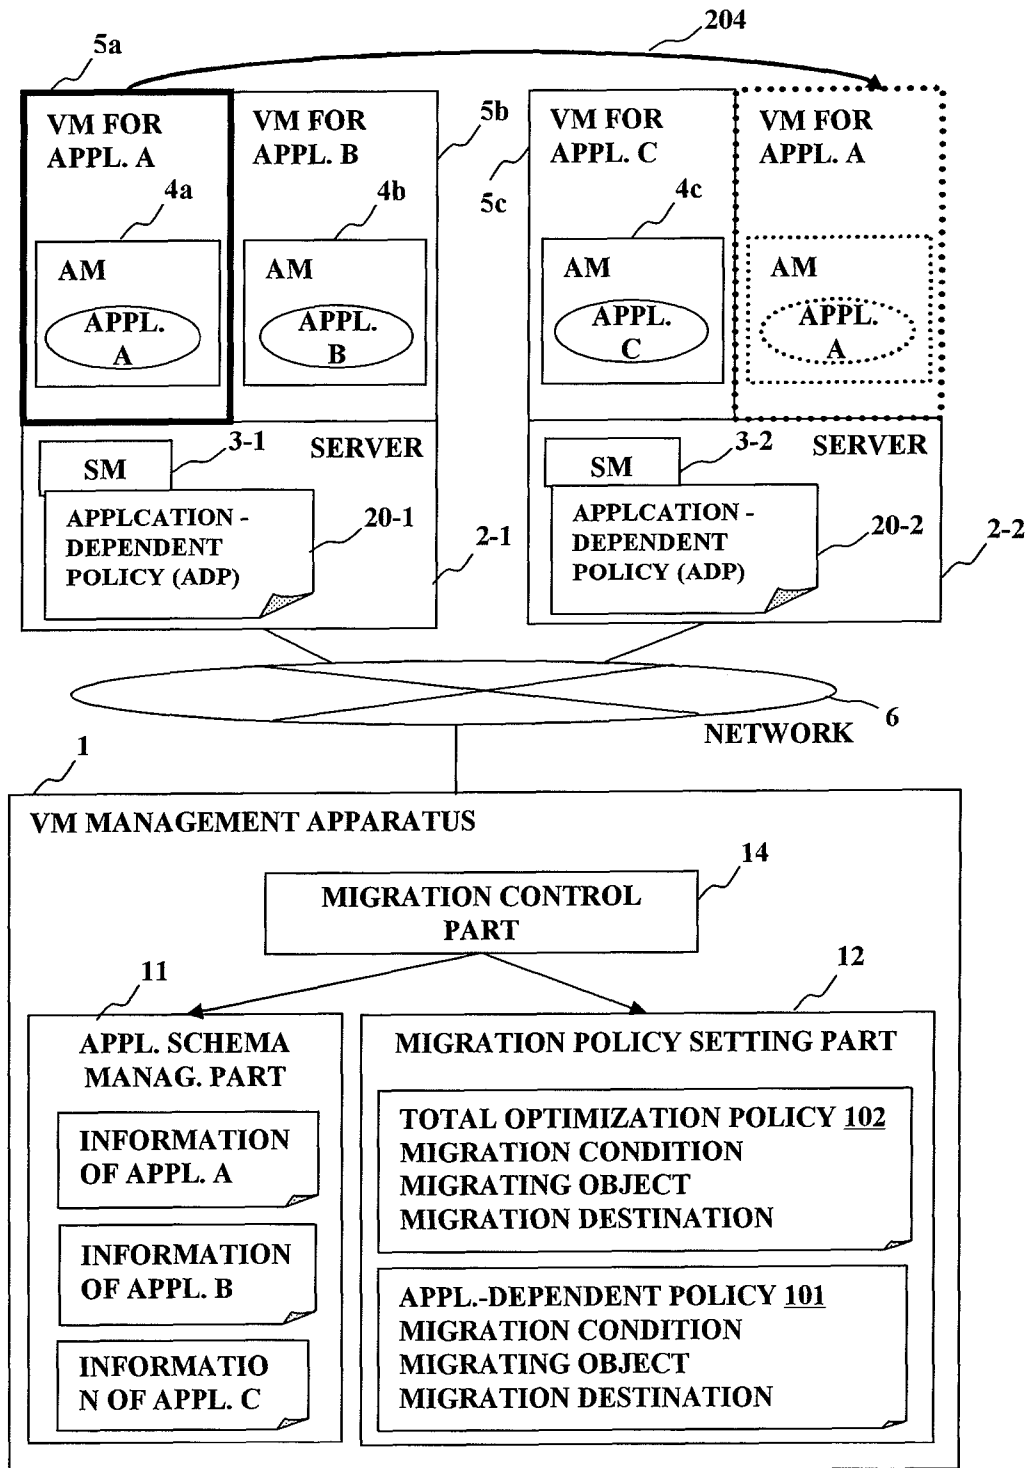 204
5a
VM FOR
APPL. A
VM FOR
APPL. B
5b
5c
VM FOR
APPL. C
VM FOR
APPL. A
4a
4b
4c
AM
APPL.
A
AM
APPL.
B
AM
APPL.
C
AM
APPL.
A
3-1
SERVER
SM
APPLCATION -
DEPENDENT
POLICY (ADP)
20-1
2-1
3-2
SERVER
SM
APPLCATION -
DEPENDENT
POLICY (ADP)
20-2
2-2
6
NETWORK
1
VM MANAGEMENT APPARATUS
14
MIGRATION CONTROL
PART
11
12
APPL. SCHEMA
MANAG. PART
INFORMATION
OF APPL. A
INFORMATION
OF APPL. B
INFORMATIO
N OF APPL. C
MIGRATION POLICY SETTING PART
TOTAL OPTIMIZATION POLICY 102
MIGRATION CONDITION
MIGRATING OBJECT
MIGRATION DESTINATION
APPL.-DEPENDENT POLICY 101
MIGRATION CONDITION
MIGRATING OBJECT
MIGRATION DESTINATION